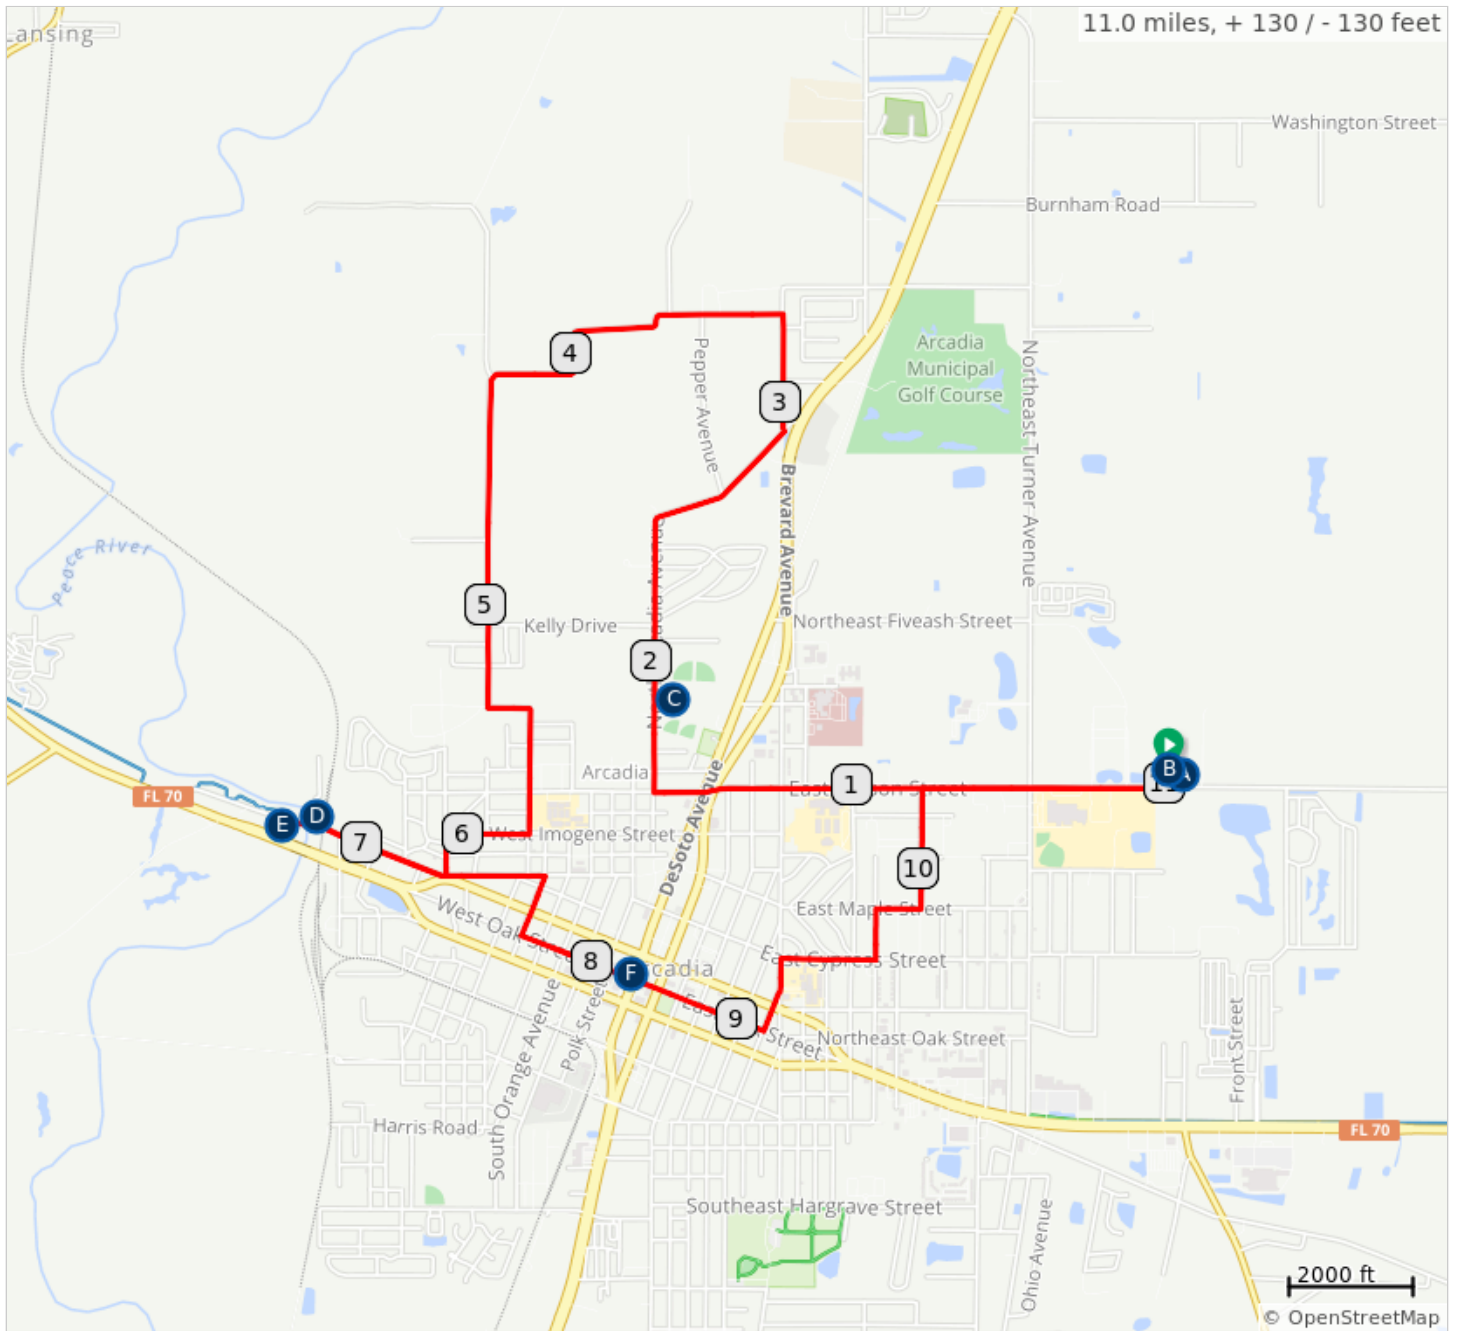 11.0 miles, + 130 / - 130 feet
Washington Street
Burnham Road
Arcadia
Municipal
Golf Course
Northeast Turner Avenue
Pepper Avenue
4
3
Brevard Avenue
Peace River
5
Kelly Drive
Northeast Fiveash Street
2
C
B
A
Arcadia
1
11
FL 70
DeSoto Avenue
E
D
7
6
West Imogene Street
10
West Oak
East Maple Street
8
F
East Cypress Street
9
Street
Northeast Oak Street
South Orange Avenue
Polk Street
Front Street
Harris Road
FL 70
Southeast Hargrave Street
Ohio Avenue
2000 ft
© OpenStreetMap